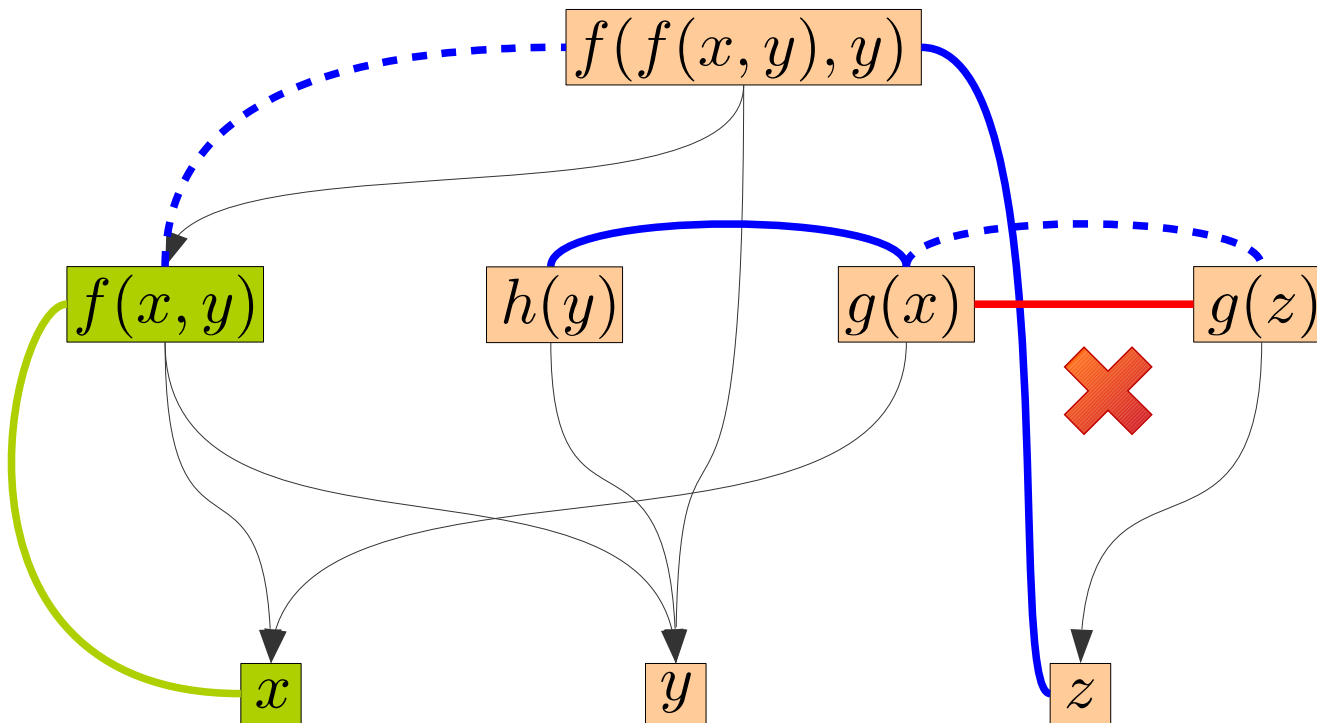 f(f(x, y), y)
f(x, y)
h(y)
g(x)
g(z)
x
y
z